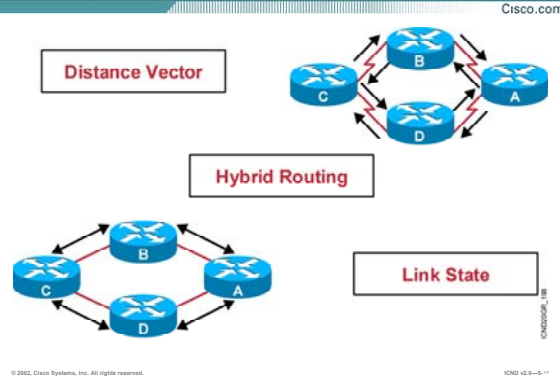 Cisco.com
Distance Vector
B
C
A
D
Hybrid Routing
B
C
A
D
Link State
ICND20GR_198
© 2002, Cisco Systems, Inc. All rights reserved.
ICND v2.0—5-